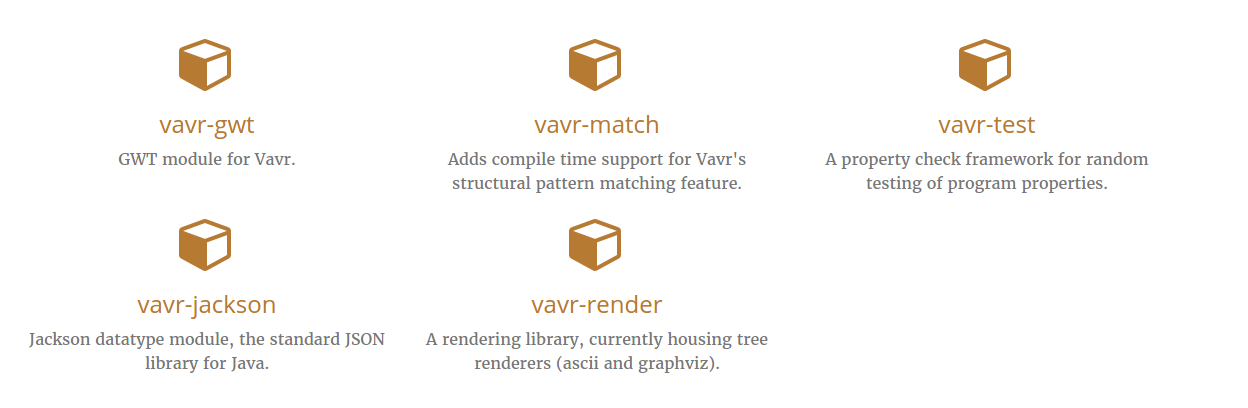 vavr-gwt
GWT module for Vavr.
vavr-match
Adds compile time support for Vavr's
structural pattern matching feature.
vavr-test
A property check framework for random
testing of program properties.
vavr-jackson
Jackson datatype module, the standard JSON
library for Java.
vavr-render
A rendering library, currently housing tree
renderers (ascii and graphviz).